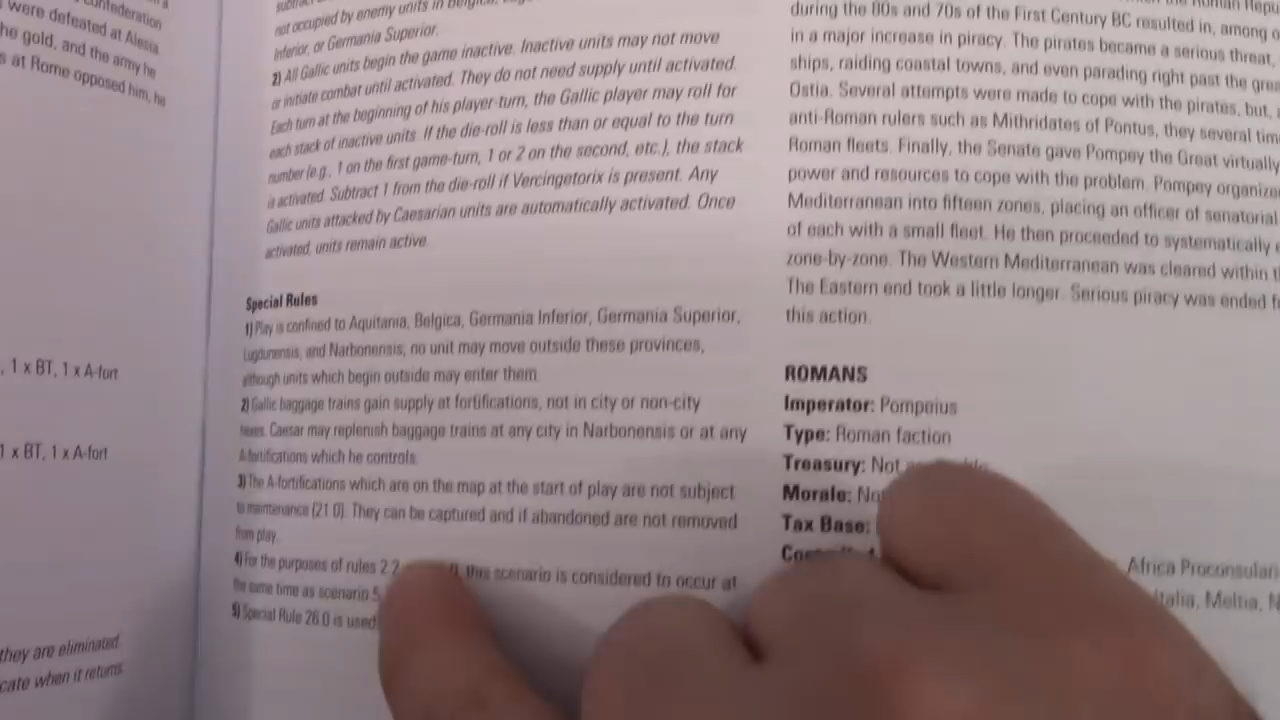 onfederation
were defeated at Alesia
he gold, and the army he
s at Rome opposed him, he
, 1 x BT, 1 x A-fort
1 x BT, 1 x A-fort
they are eliminated.
cate when it returns.
not occupied by enemy units in Belgica,
Inferior, or Germania Superior.
2) All Gallic units begin the game inactive. Inactive units may not move
or initiate combat until activated. They do not need supply until activated.
Each turn at the beginning of his player-turn, the Gallic player may roll for
each stack of inactive units. If the die-roll is less than or equal to the turn
number (e.g., 1 on the first game-turn, 1 or 2 on the second, etc.), the stack
is activated. Subtract 1 from the die-roll if Vercingetorix is present. Any
Gallic units attacked by Caesarian units are automatically activated. Once
activated, units remain active.
Special Rules
1) Play is confined to Aquitania, Belgica, Germania Inferior, Germania Superior,
Lugdunensis, and Narbonensis; no unit may move outside these provinces,
although units which begin outside may enter them.
2) Gallic baggage trains gain supply at fortifications, not in city or non-city
hexes. Caesar may replenish baggage trains at any city in Narbonensis or at any
A-fortifications which he controls.
3) The A-fortifications which are on the map at the start of play are not subject
to maintenance (21.0). They can be captured and if abandoned are not removed
from play.
4) For the purposes of rules 2.2 this scenario is considered to occur at
the same time as scenario 5.
5) Special Rule 26.0 is used
during the 80s and 70s of the First Century BC resulted in, among o
in a major increase in piracy. The pirates became a serious threat,
ships, raiding coastal towns, and even parading right past the grea
Ostia. Several attempts were made to cope with the pirates, but,
anti-Roman rulers such as Mithridates of Pontus, they several tim
Roman fleets. Finally, the Senate gave Pompey the Great virtually
power and resources to cope with the problem. Pompey organize
Mediterranean into fifteen zones, placing an officer of senatorial
of each with a small fleet. He then proceeded to systematically
zone-by-zone. The Western Mediterranean was cleared within t
The Eastern end took a little longer. Serious piracy was ended f
this action.
ROMANS
Imperator: Pompeius
Type: Roman faction
Treasury: Not
Morale: No
Tax Base:
Africa Proconsular
Italia, Melita, N